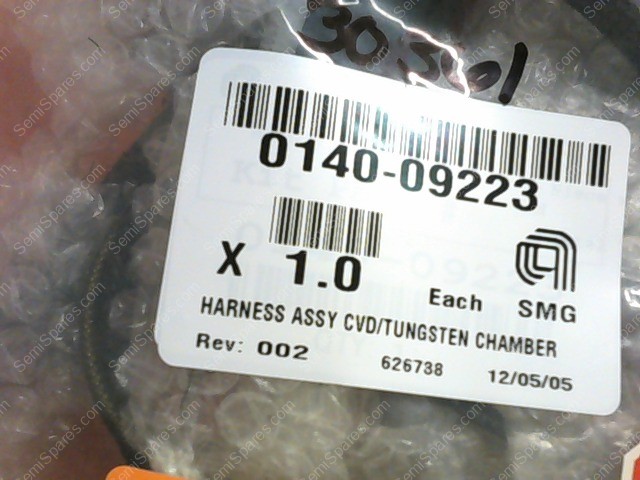 0140-09223
X 1.0
Each SMG
HARNESS ASSY CVD/TUNGSTEN CHAMBER
Rev: 002 626738 12/05/05
SemiSpares.com